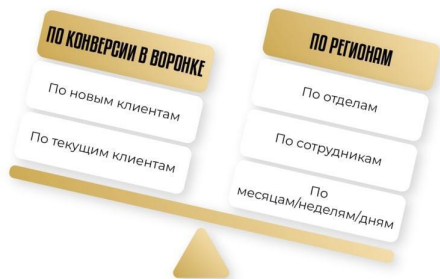 ПО КОНВЕРСИИ В ВОРОНКЕ
По новым клиентам
По текущим клиентам
ПО РЕГИОНАМ
По отделам
По сотрудникам
По
месяцам/неделям/дням